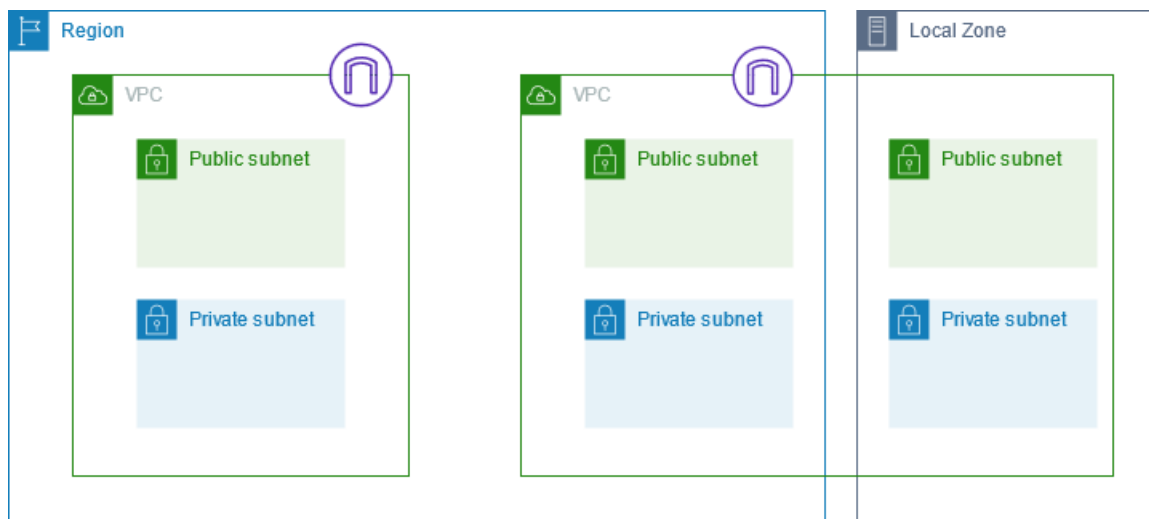 Region
Local Zone
VPC
VPC
Public subnet
Public subnet
Public subnet
Private subnet
Private subnet
Private subnet